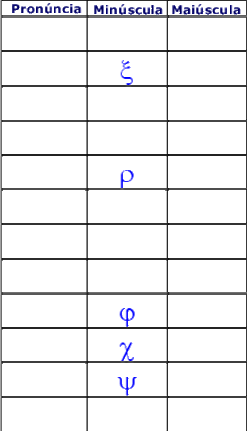 Pronúncia Minúscula Maiúscula
ξ
ρ
φ
χ
ψ